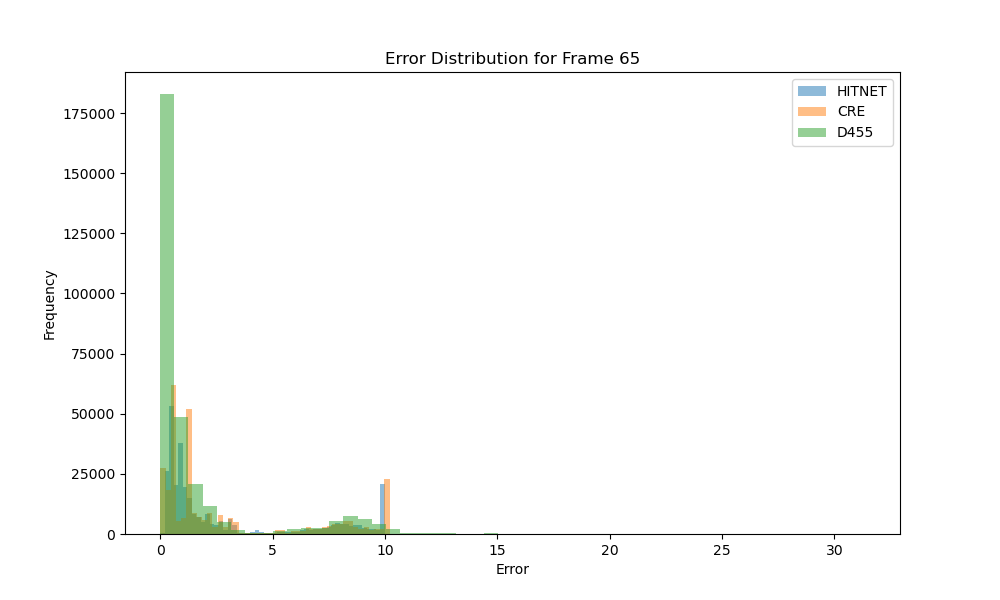 Error Distribution for Frame 65
HITNET
CRE
D455
175000
150000
125000
100000
75000
50000
25000
0
Frequency
0 5 10 15 20 25 30
Error